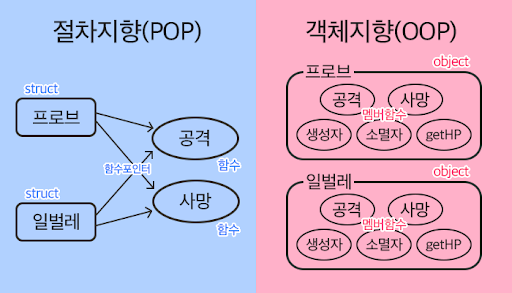 절차지향(POP)
struct
프로브
공격
함수
함수포인터
struct
일벌레
사망
함수
객체지향(OOP)
object
프로브
공격 사망
멤버함수
생성자 소멸자 getHP
object
일벌레
공격 사망
멤버함수
생성자 소멸자 getHP